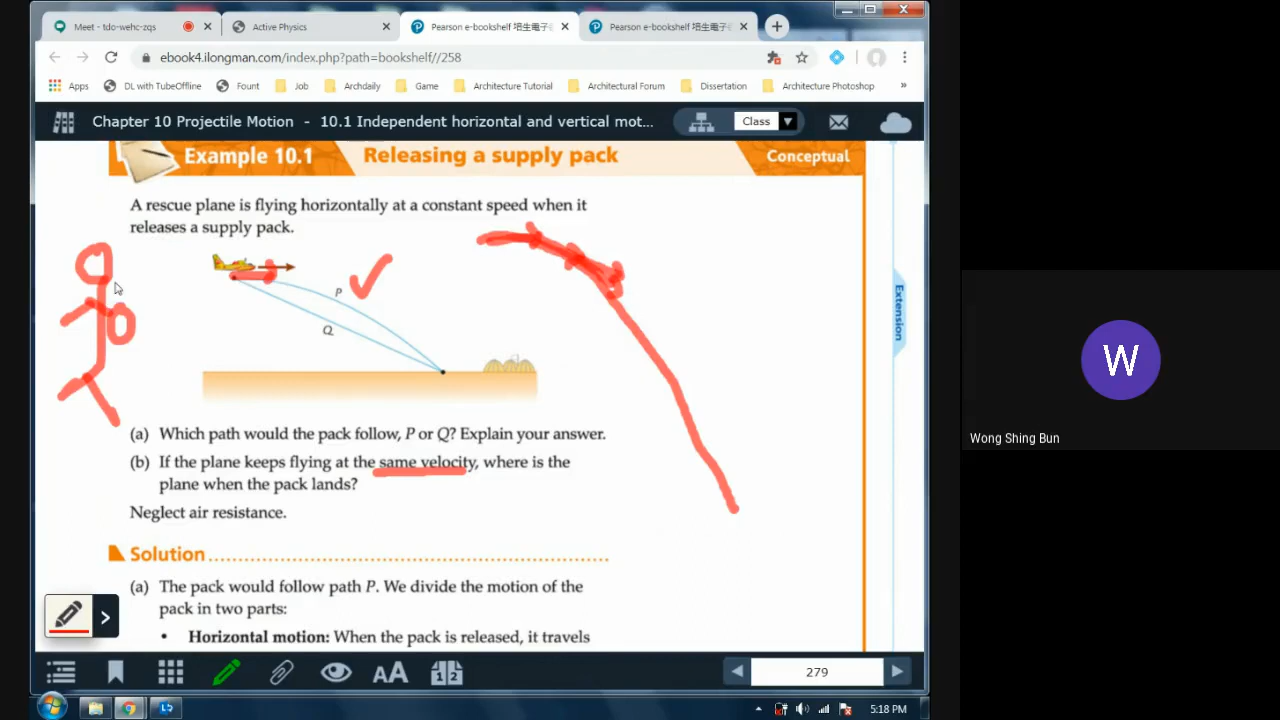 Meet - tdo-wehc-zqs
Active Physics
Pearson e-bookshelf 培生電子
Pearson e-bookshelf 培生電子
ebook4.ilongman.com/index.php?path=bookshelf//258
Apps
DL with TubeOffline
Fount
Job
Archdaily
Game
Architecture Tutorial
Architectural Forum
Dissertation
Architecture Photoshop
»
Chapter 10 Projectile Motion - 10.1 Independent horizontal and vertical mot...
Class
Example 10.1 Releasing a supply pack Conceptual
A rescue plane is flying horizontally at a constant speed when it
releases a supply pack.
P
Q
Extension
(a) Which path would the pack follow, P or Q? Explain your answer.
(b) If the plane keeps flying at the same velocity, where is the
plane when the pack lands?
Neglect air resistance.
Solution
(a) The pack would follow path P. We divide the motion of the
pack in two parts:
• Horizontal motion: When the pack is released, it travels
AA
1 2
279
5:18 PM
W
Wong Shing Bun